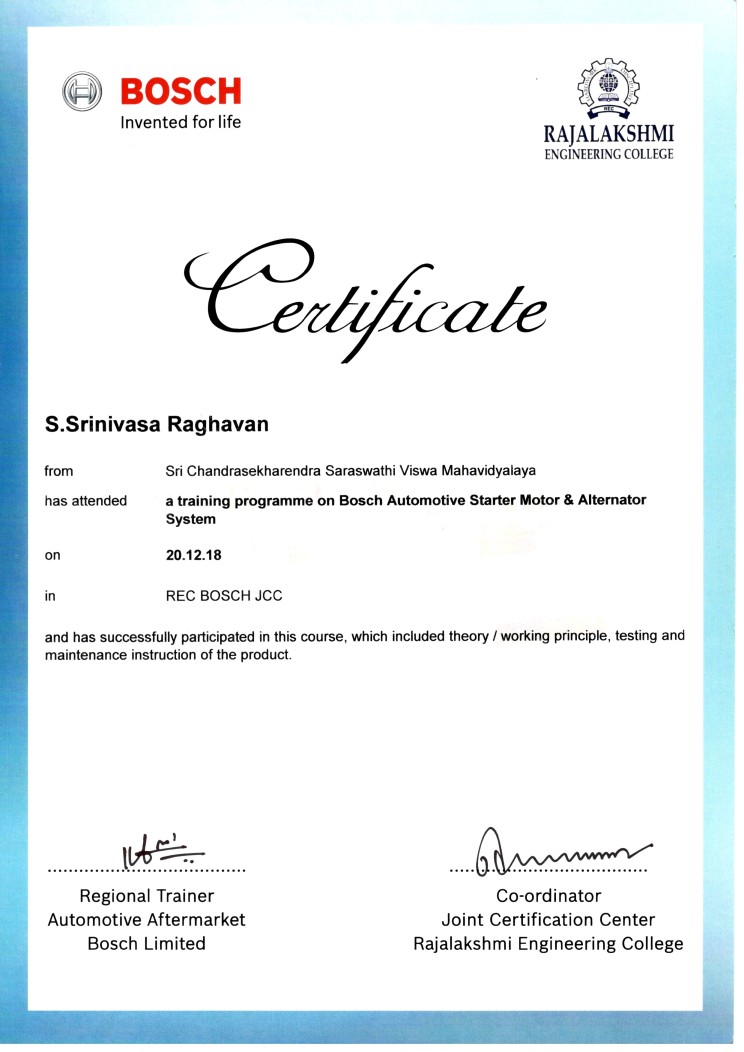 BOSCH
Invented for life
REC
RAJALAKSHMI
ENGINEERING COLLEGE
Certificate
S.Srinivasa Raghavan
from Sri Chandrasekharendra Saraswathi Viswa Mahavidyalaya
has attended a training programme on Bosch Automotive Starter Motor & Alternator
System
on 20.12.18
in REC BOSCH JCC
and has successfully participated in this course, which included theory / working principle, testing and
maintenance instruction of the product.
Regional Trainer
Automotive Aftermarket
Bosch Limited
Co-ordinator
Joint Certification Center
Rajalakshmi Engineering College